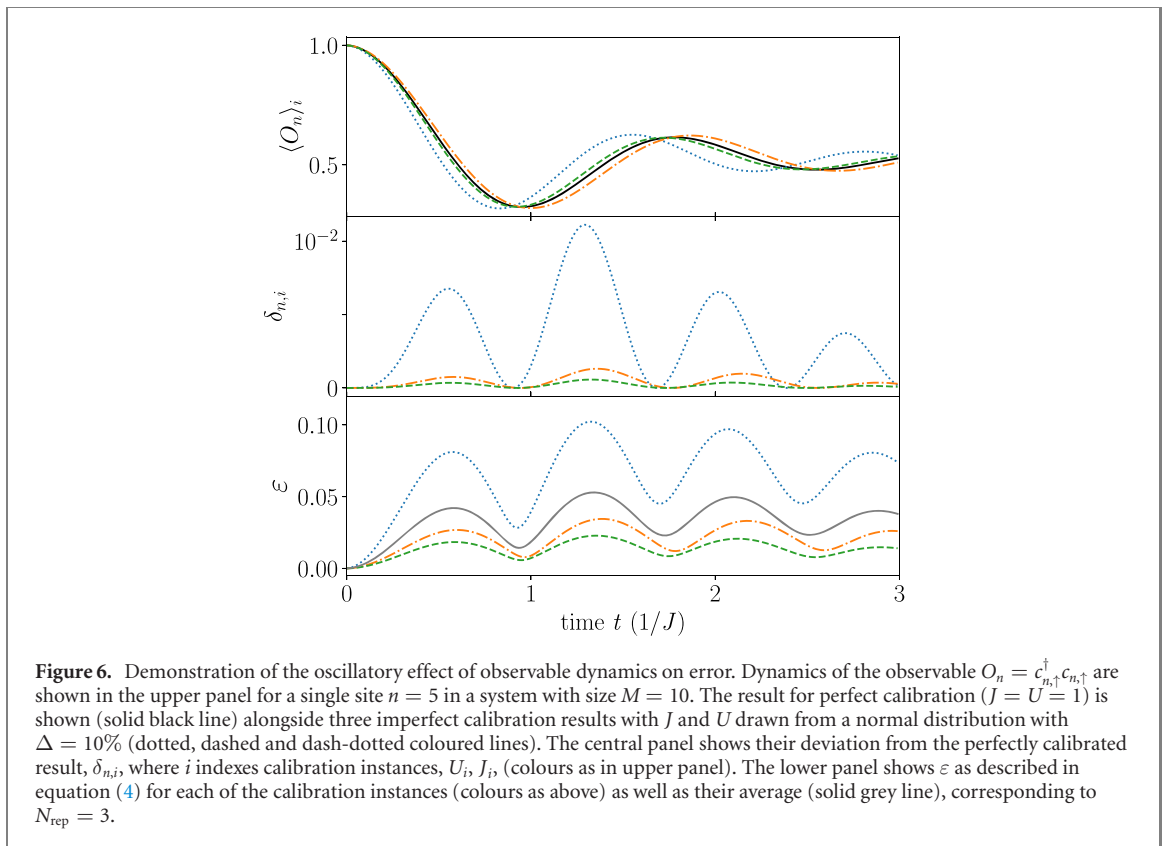 1.0
0.5
⟨O_n⟩_i
10^{-2}
0
δ_{n,i}
0.10
0.05
0.00
ε
0 1 2 3
time t (1/J)
Figure 6. Demonstration of the oscillatory effect of observable dynamics on error. Dynamics of the observable O_n = c†_{n,↑}c_{n,↑} are
shown in the upper panel for a single site n = 5 in a system with size M = 10. The result for perfect calibration (J = U = 1) is
shown (solid black line) alongside three imperfect calibration results with J and U drawn from a normal distribution with
Δ = 10% (dotted, dashed and dash-dotted coloured lines). The central panel shows their deviation from the perfectly calibrated
result, δ_{n,i}, where i indexes calibration instances, U_i, J_i, (colours as in upper panel). The lower panel shows ε as described in
equation (4) for each of the calibration instances (colours as above) as well as their average (solid grey line), corresponding to
N_rep = 3.